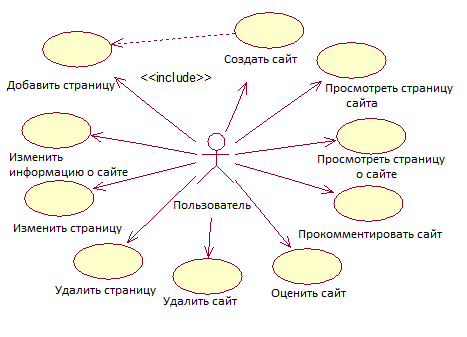 Создать сайт
<<include>>
Добавить страницу
Просмотреть страницу
сайта
Изменить
информацию о сайте
Просмотреть страницу
о сайте
Пользователь
Изменить страницу
Прокомментировать сайт
Удалить страницу
Удалить сайт
Оценить сайт